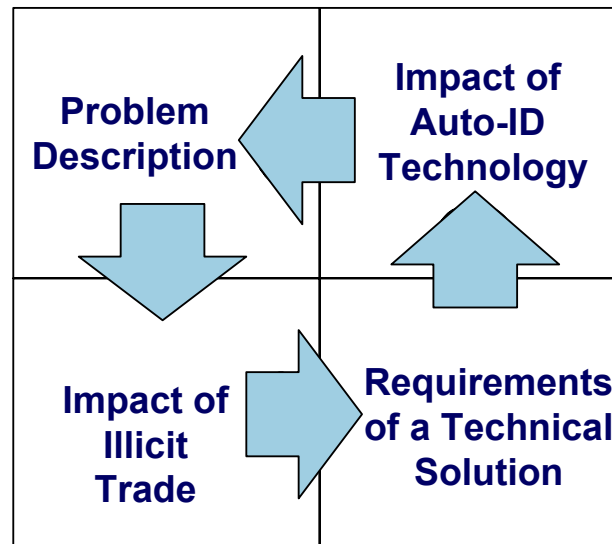 Problem
Description
Impact of
Auto-ID
Technology
Impact of
Illicit
Trade
Requirements
of a Technical
Solution